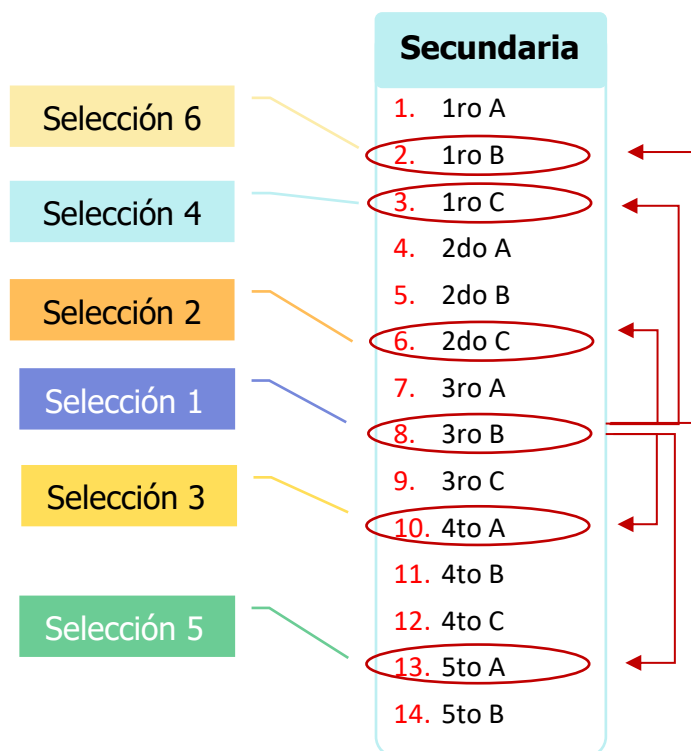 Secundaria
1. 1ro A
2. 1ro B
3. 1ro C
4. 2do A
5. 2do B
6. 2do C
7. 3ro A
8. 3ro B
9. 3ro C
10. 4to A
11. 4to B
12. 4to C
13. 5to A
14. 5to B
Selección 6
Selección 4
Selección 2
Selección 1
Selección 3
Selección 5